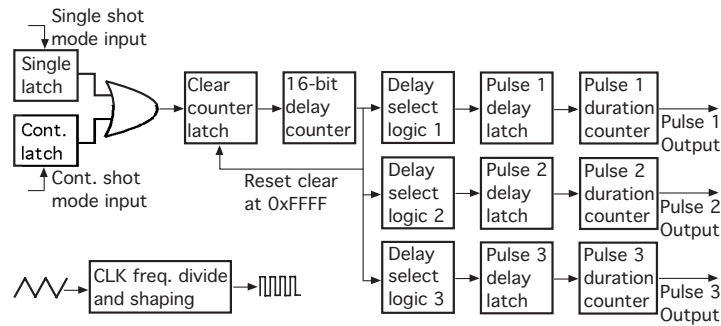 Single shot
mode input
Single
latch
Cont.
latch
Cont. shot
mode input
Clear
counter
latch
16-bit
delay
counter
Reset clear
at 0xFFFF
Delay
select
logic 1
Pulse 1
delay
latch
Pulse 1
duration
counter
Pulse 1
Output
Delay
select
logic 2
Pulse 2
delay
latch
Pulse 2
duration
counter
Pulse 2
Output
Delay
select
logic 3
Pulse 3
delay
latch
Pulse 3
duration
counter
Pulse 3
Output
CLK freq. divide
and shaping